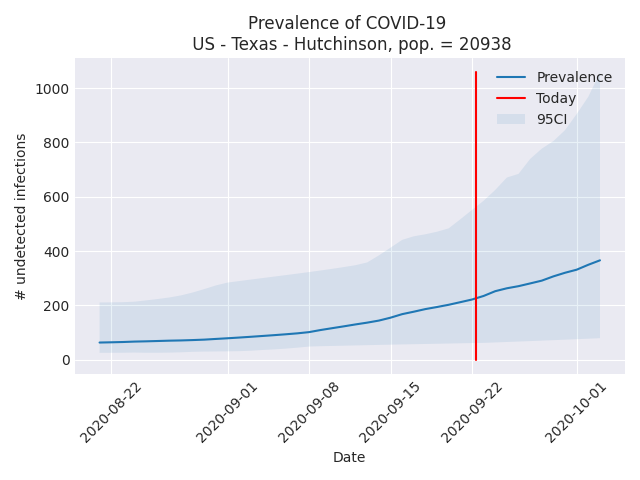 Prevalence of COVID-19
US - Texas - Hutchinson, pop. = 20938
Prevalence
Today
95CI
# undetected infections
1000
800
600
400
200
0
2020-08-22
2020-09-01
2020-09-08
2020-09-15
2020-09-22
2020-10-01
Date